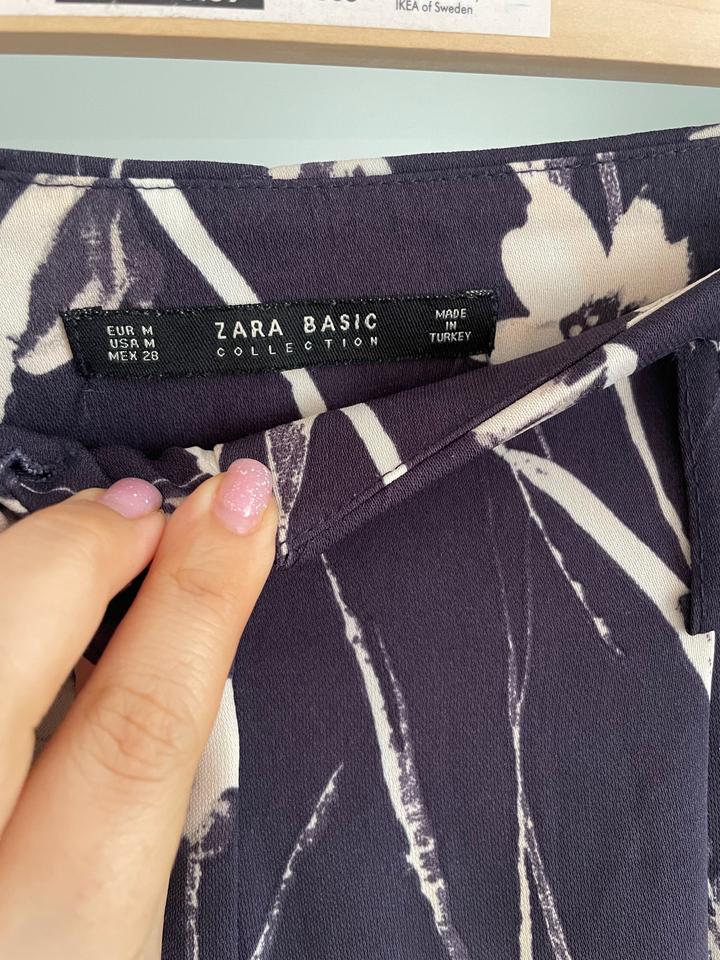 IKEA of Sweden
EUR M
USA M
MEX 28
ZARA BASIC
COLLECTION
MADE
IN
TURKEY